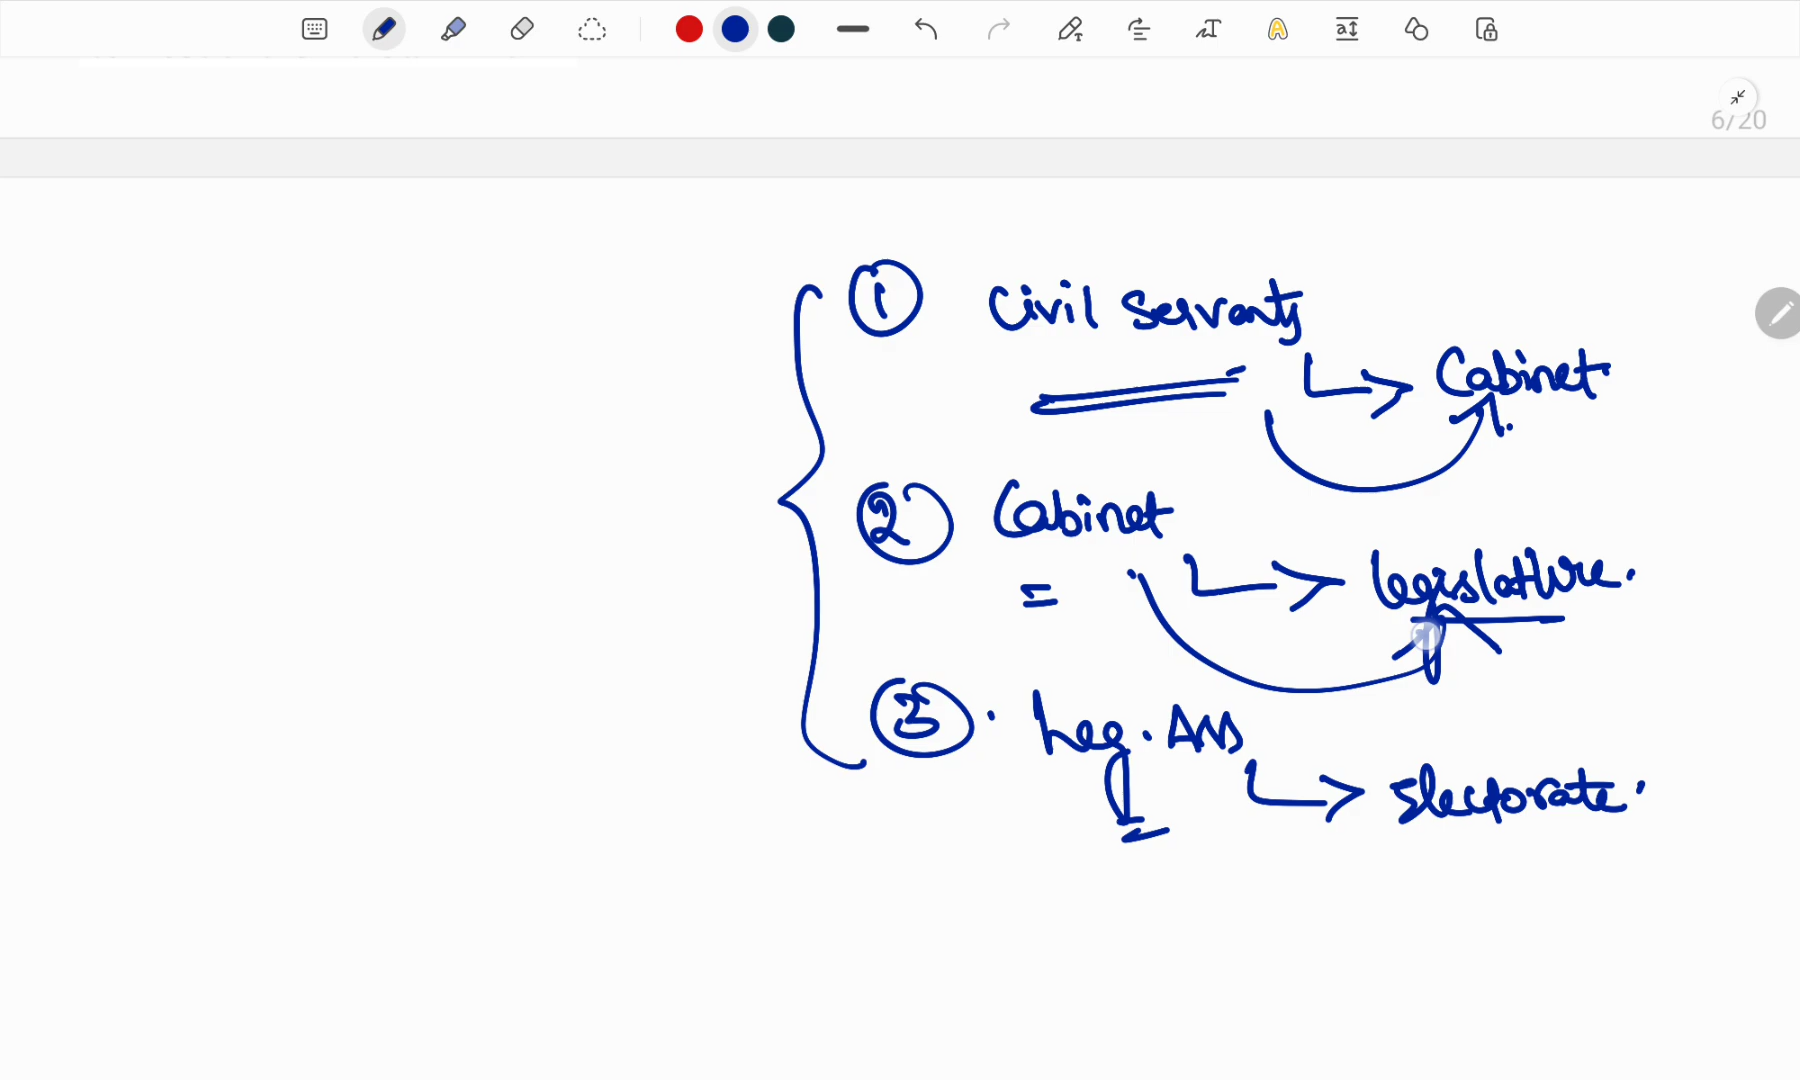 6/20
① Civil Servants
↳ Cabinet
② Cabinet
↳ legislature.
③ . Leg. Ass
↳ electorate.